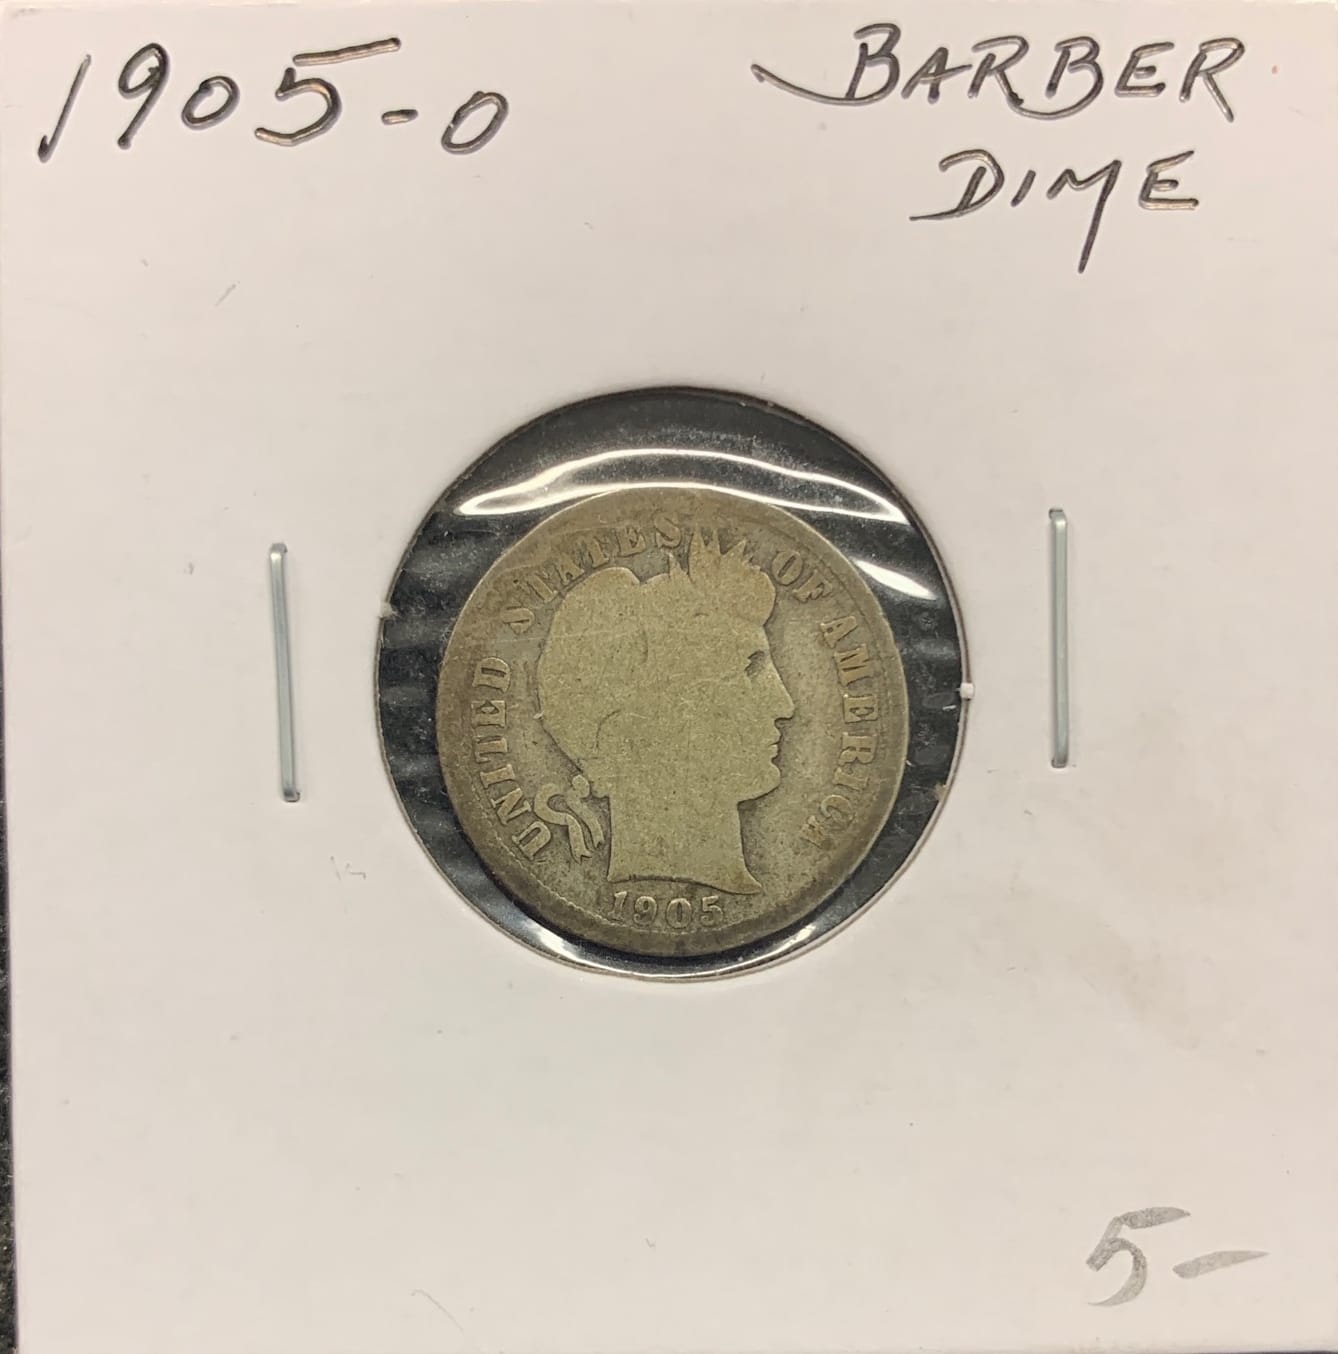 1905-O
BARBER
DIME
UNITED STATES OF AMERICA
1905
5-